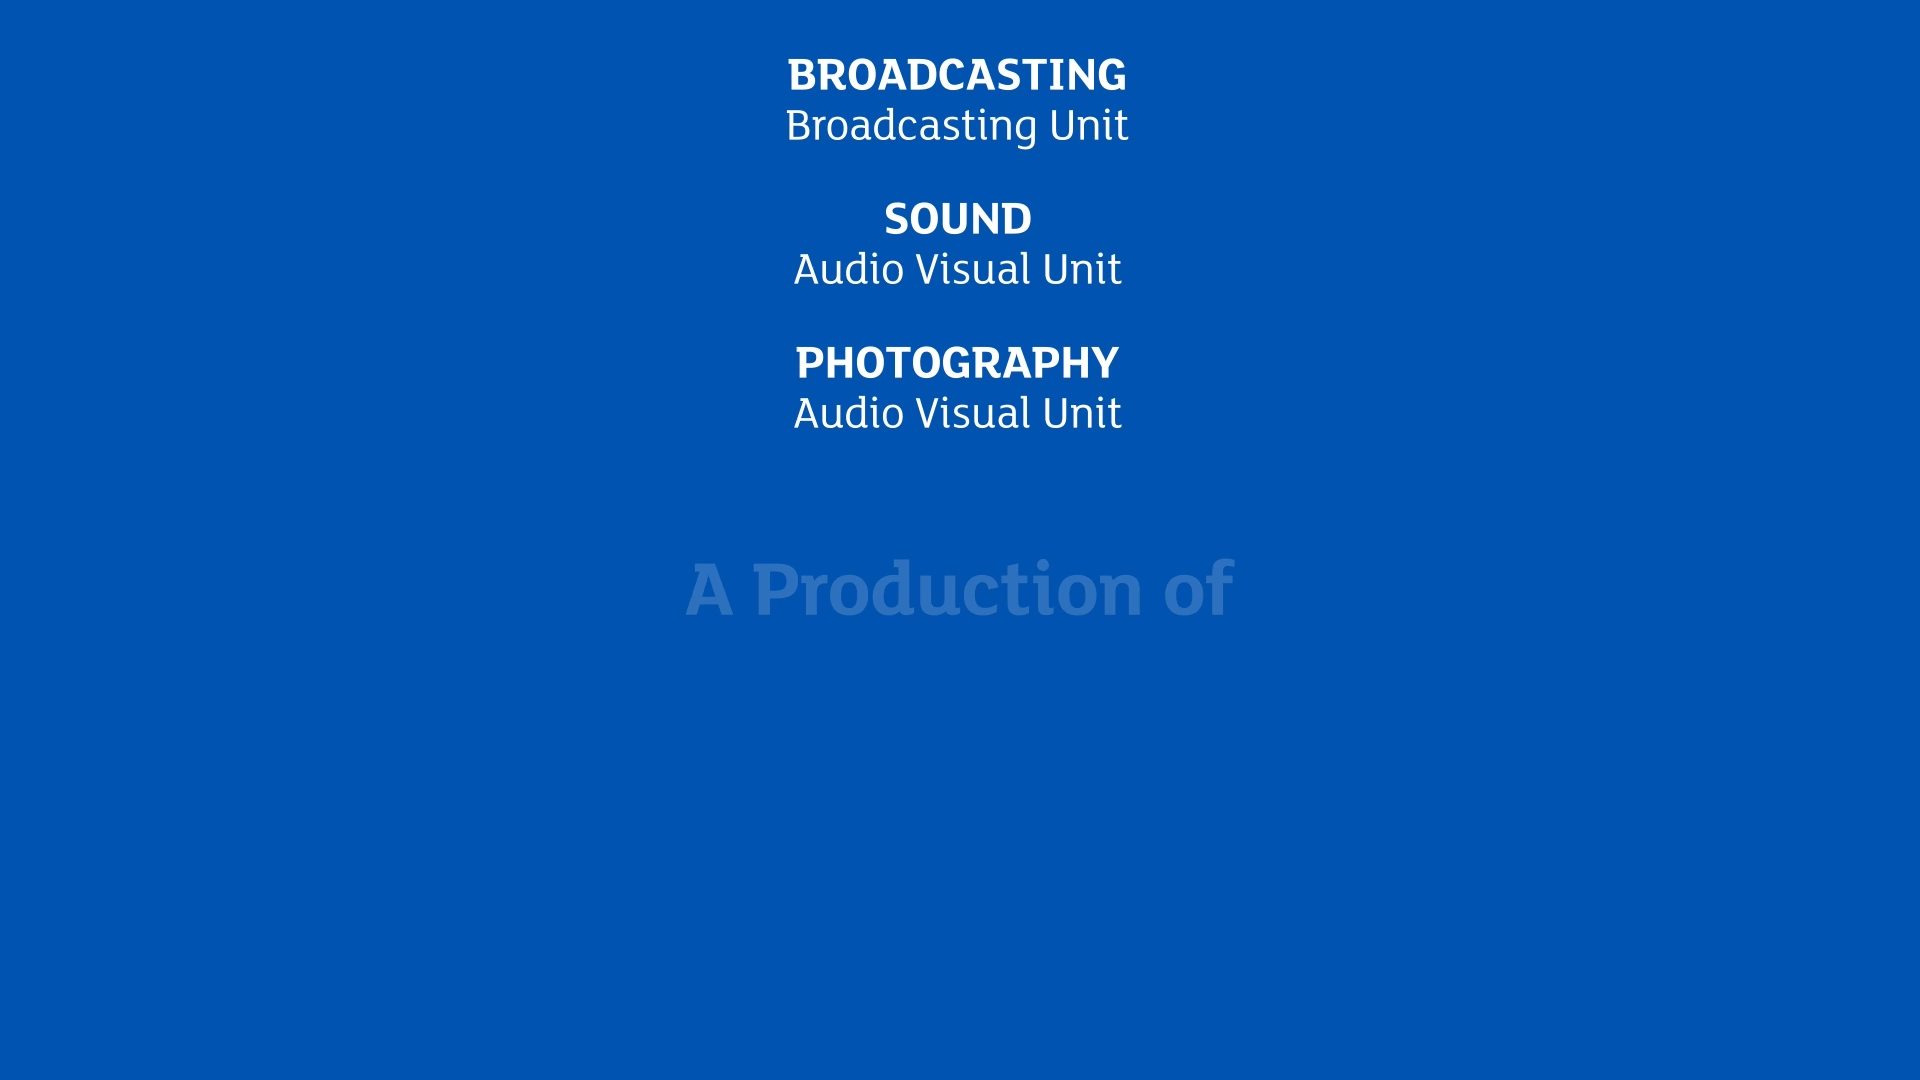 BROADCASTING
Broadcasting Unit
SOUND
Audio Visual Unit
PHOTOGRAPHY
Audio Visual Unit
A Production of